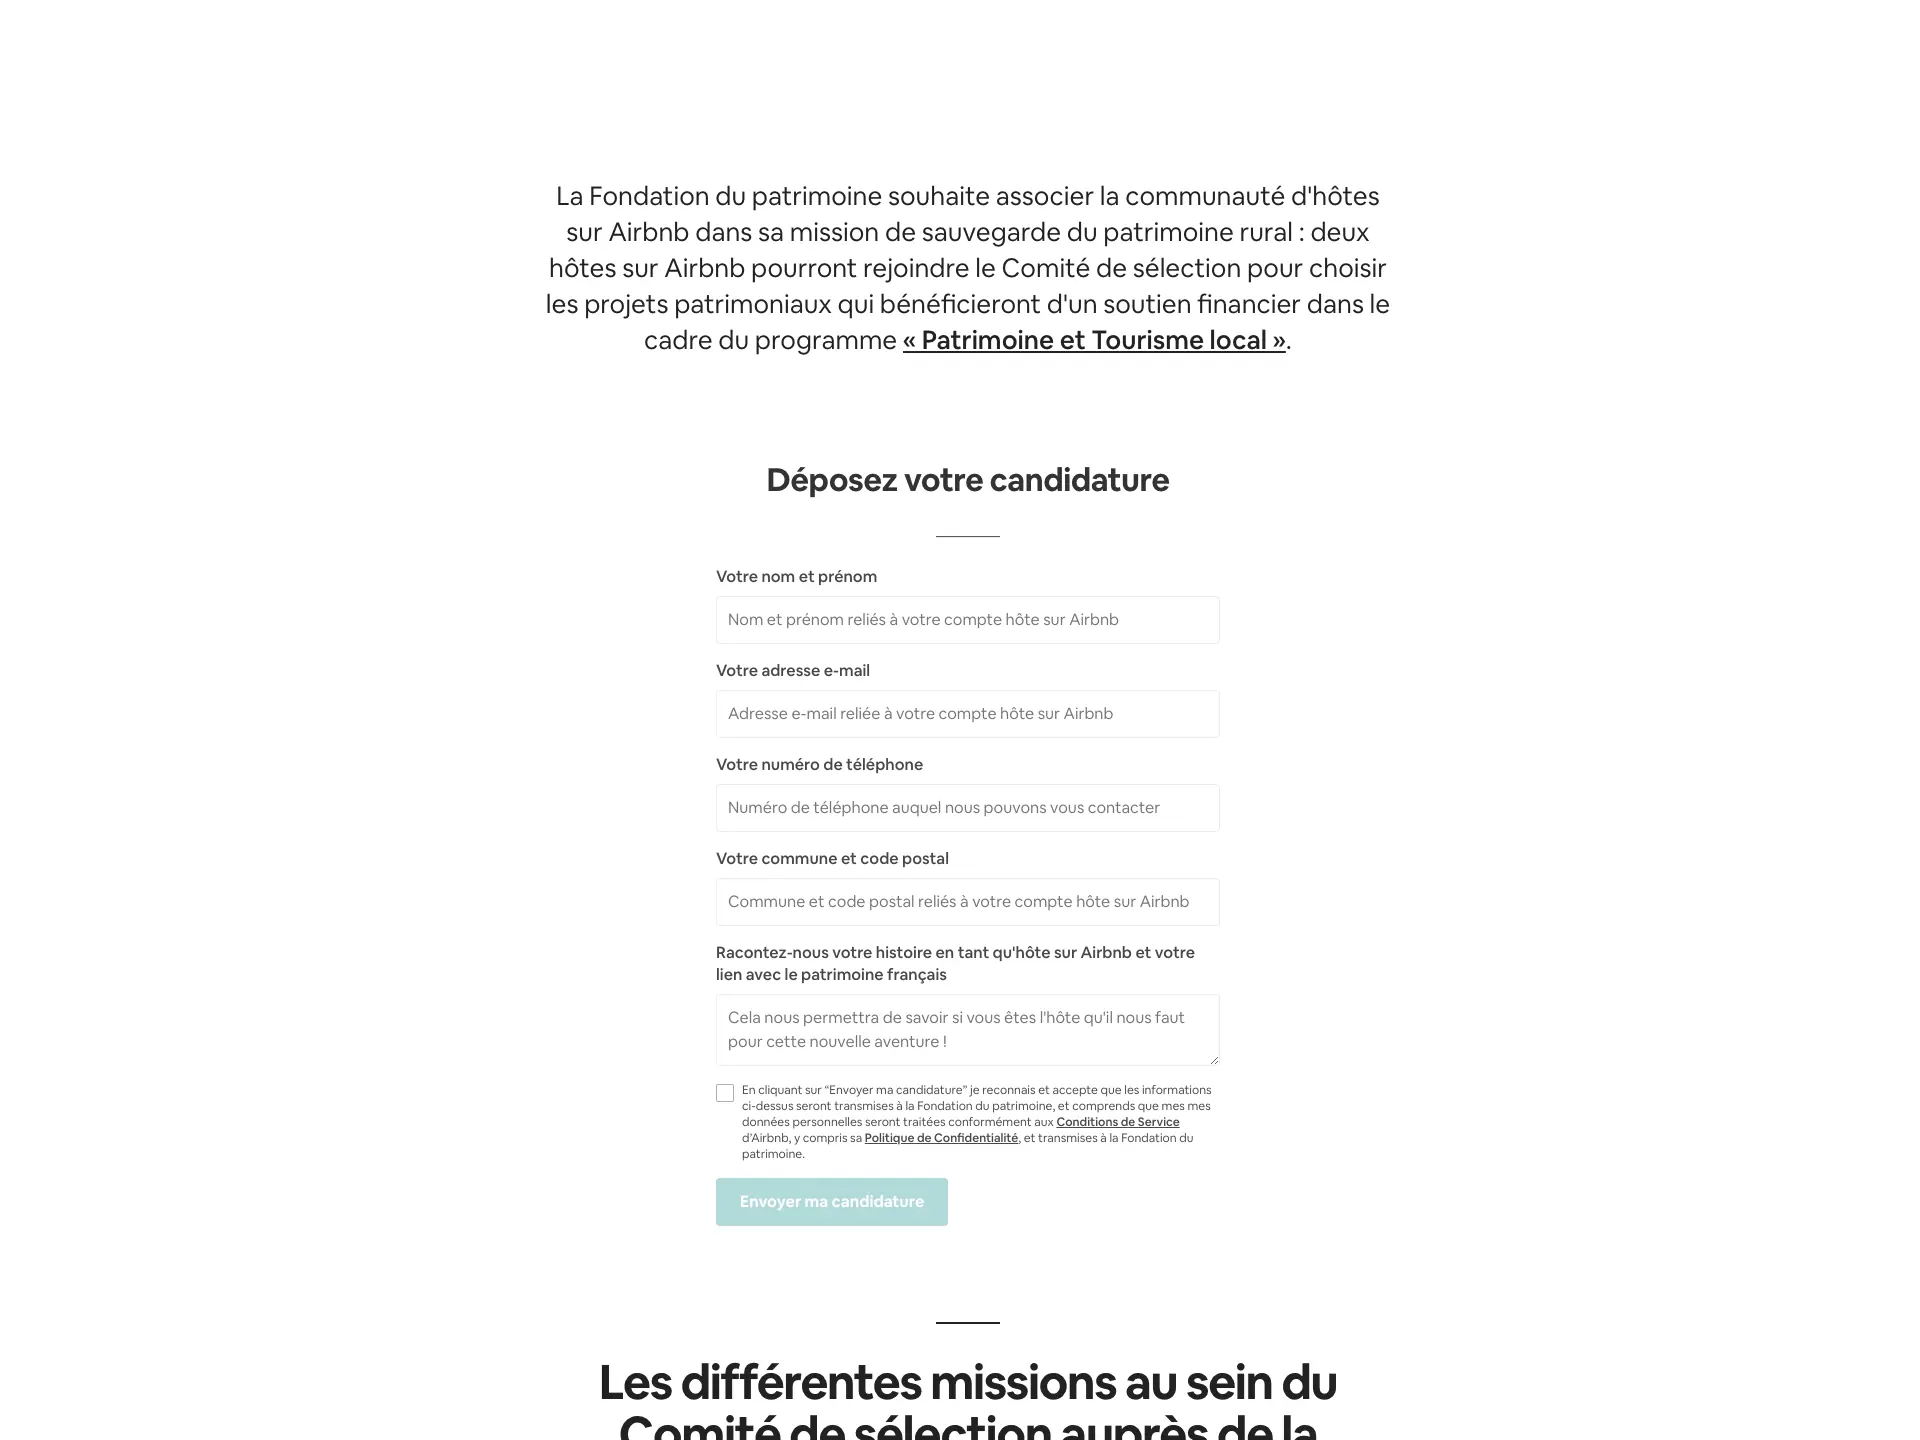 La Fondation du patrimoine souhaite associer la communauté d'hôtes
sur Airbnb dans sa mission de sauvegarde du patrimoine rural : deux
hôtes sur Airbnb pourront rejoindre le Comité de sélection pour choisir
les projets patrimoniaux qui bénéficieront d'un soutien financier dans le
cadre du programme « Patrimoine et Tourisme local ».
Déposez votre candidature
Votre nom et prénom
Nom et prénom reliés à votre compte hôte sur Airbnb
Votre adresse e-mail
Adresse e-mail reliée à votre compte hôte sur Airbnb
Votre numéro de téléphone
Numéro de téléphone auquel nous pouvons vous contacter
Votre commune et code postal
Commune et code postal reliés à votre compte hôte sur Airbnb
Racontez-nous votre histoire en tant qu'hôte sur Airbnb et votre
lien avec le patrimoine français
Cela nous permettra de savoir si vous êtes l'hôte qu'il nous faut
pour cette nouvelle aventure !
En cliquant sur “Envoyer ma candidature” je reconnais et accepte que les informations
ci-dessus seront transmises à la Fondation du patrimoine, et comprends que mes mes
données personnelles seront traitées conformément aux Conditions de Service
d’Airbnb, y compris sa Politique de Confidentialité, et transmises à la Fondation du
patrimoine.
Envoyer ma candidature
Les différentes missions au sein du
Comité de sélection auprès de la